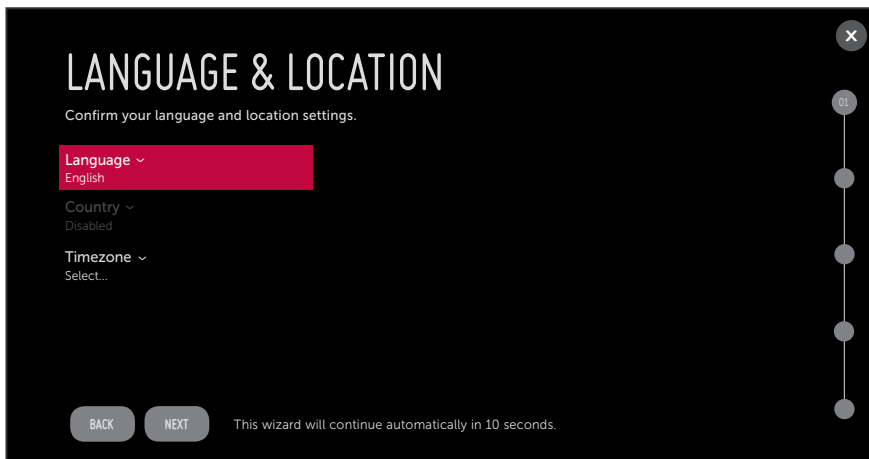 X
LANGUAGE & LOCATION
Confirm your language and location settings.
01
Language
English
Country
Disabled
Timezone
Select...
BACK
NEXT
This wizard will continue automatically in 10 seconds.